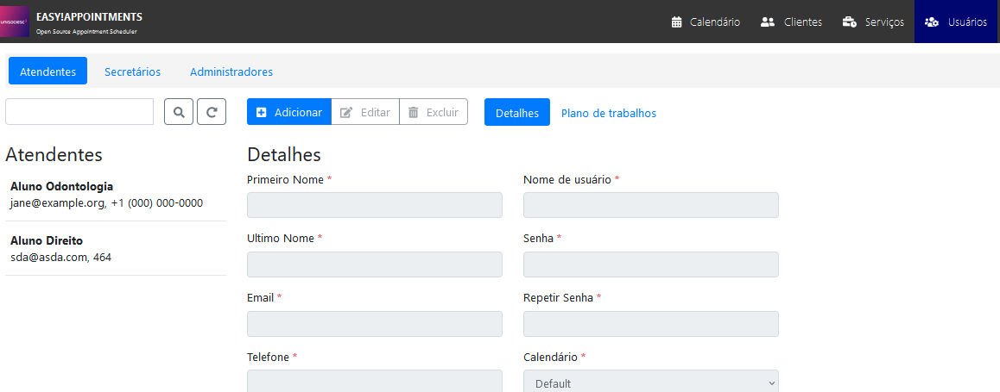 unisociesc
EASY!APPOINTMENTS
Open Source Appointment Scheduler
Calendário
Clientes
Serviços
Usuários
Atendentes
Secretários
Administradores
Adicionar
Editar
Excluir
Detalhes
Plano de trabalhos
Atendentes
Aluno Odontologia
jane@example.org, +1 (000) 000-0000
Aluno Direito
sda@asda.com, 464
Detalhes
Primeiro Nome *
Nome de usuário *
Ultimo Nome *
Senha *
Email *
Repetir Senha *
Telefone *
Calendário *
Default